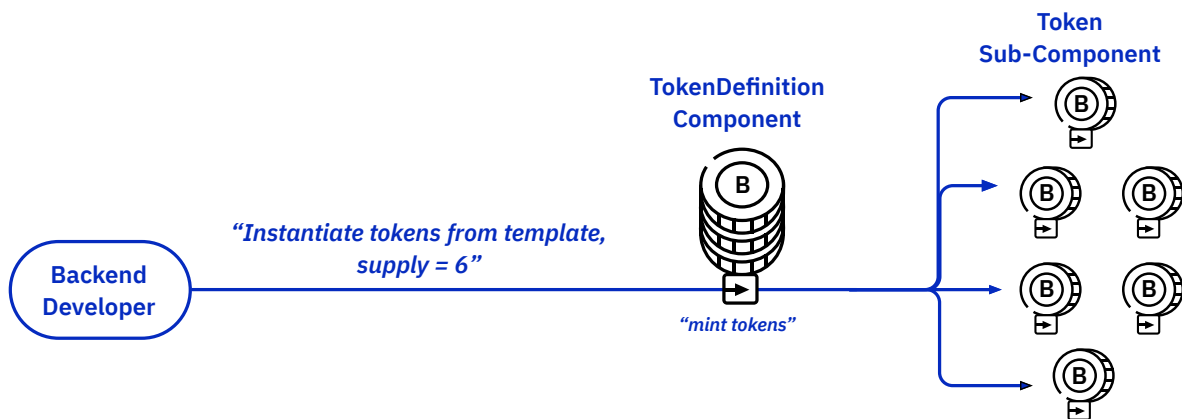 Token
Sub-Component
TokenDefinition
Component
B
B
B
B
“Instantiate tokens from template,
supply = 6”
Backend
Developer
B
B
“mint tokens”
B